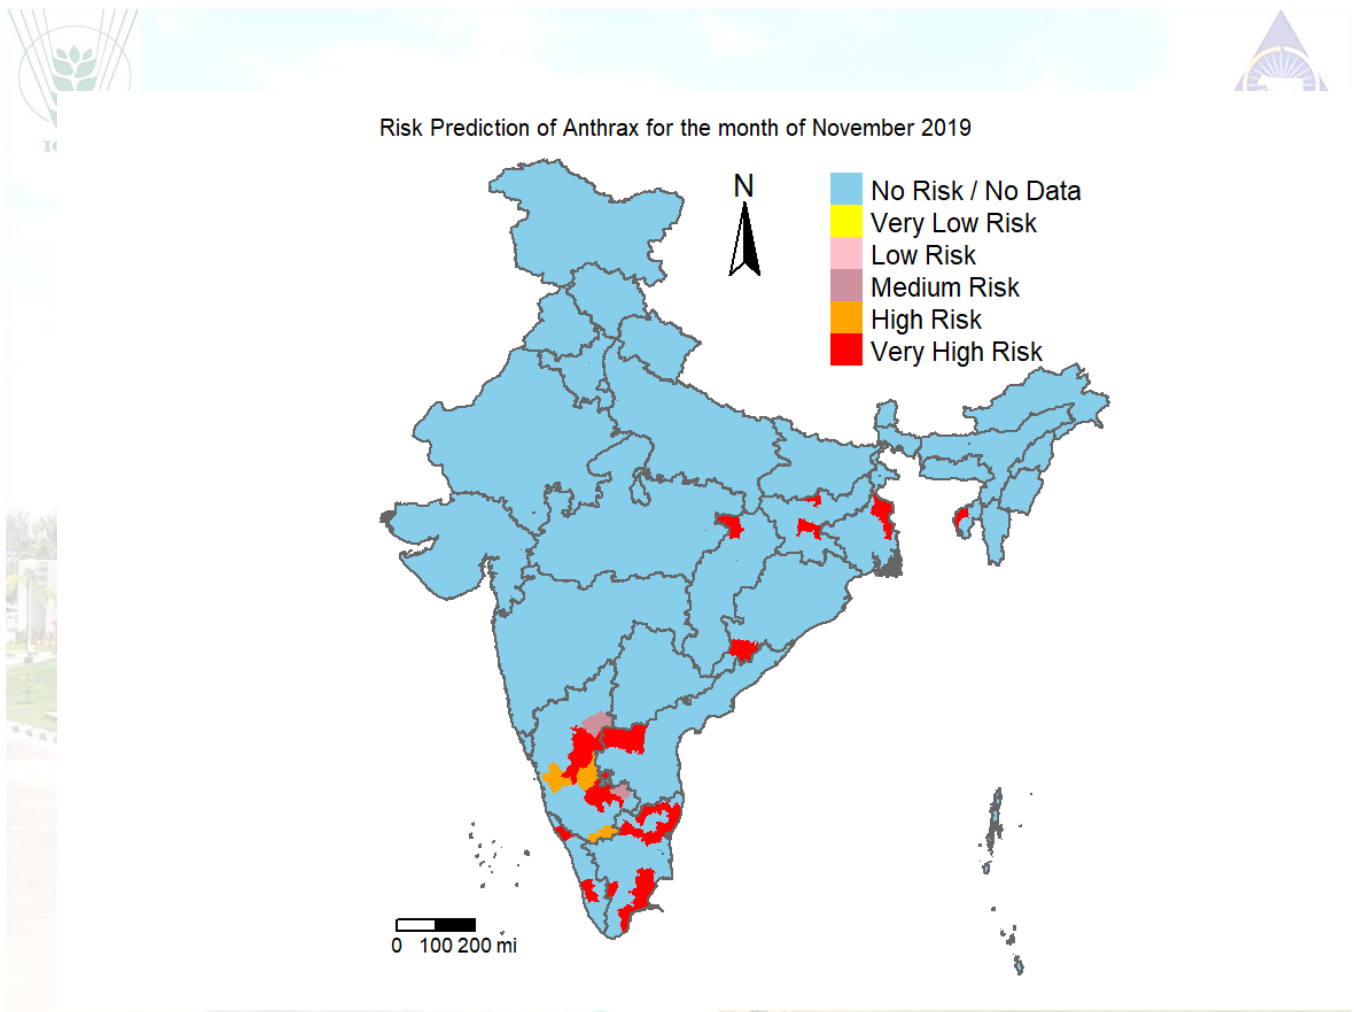 Risk Prediction of Anthrax for the month of November 2019
N
No Risk / No Data
Very Low Risk
Low Risk
Medium Risk
High Risk
Very High Risk
0 100 200 mi